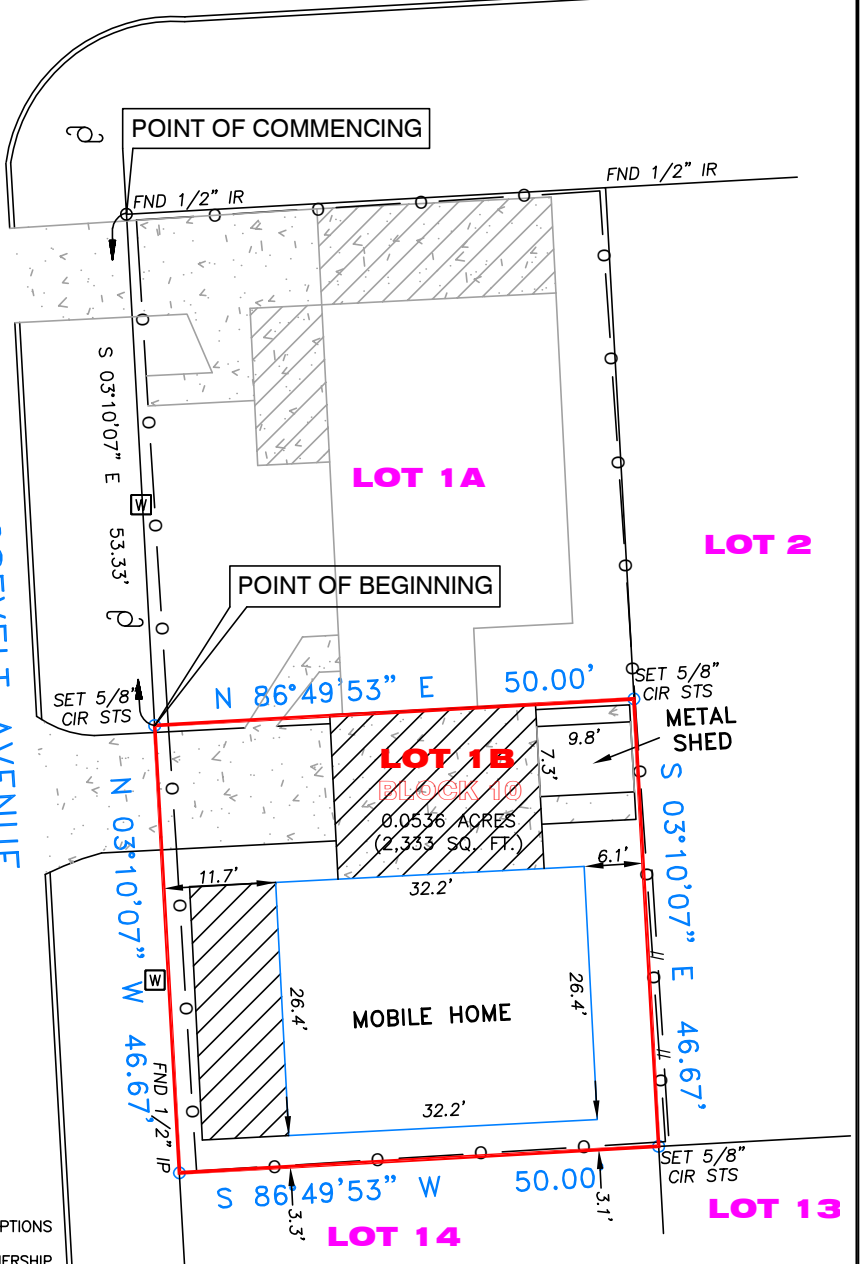 POINT OF COMMENCING
FND 1/2" IR
FND 1/2" IR
S 03°10'07" E 53.33'
W
LOT 1A
LOT 2
POINT OF BEGINNING
SET 5/8"
CIR STS
N 86°49'53" E 50.00'
SET 5/8"
CIR STS
METAL
SHED
9.8'
7.3'
LOT 1B
BLOCK 10
0.0536 ACRES
(2,333 SQ. FT.)
AVENUE
N 03°10'07" W 46.67'
S 03°10'07" E 46.67'
11.7'
32.2'
6.1'
W
26.4'
MOBILE HOME
26.4'
32.2'
FND 1/2" IP
S 86°49'53" W 50.00'
3.3'
3.1'
SET 5/8"
CIR STS
LOT 14
LOT 13